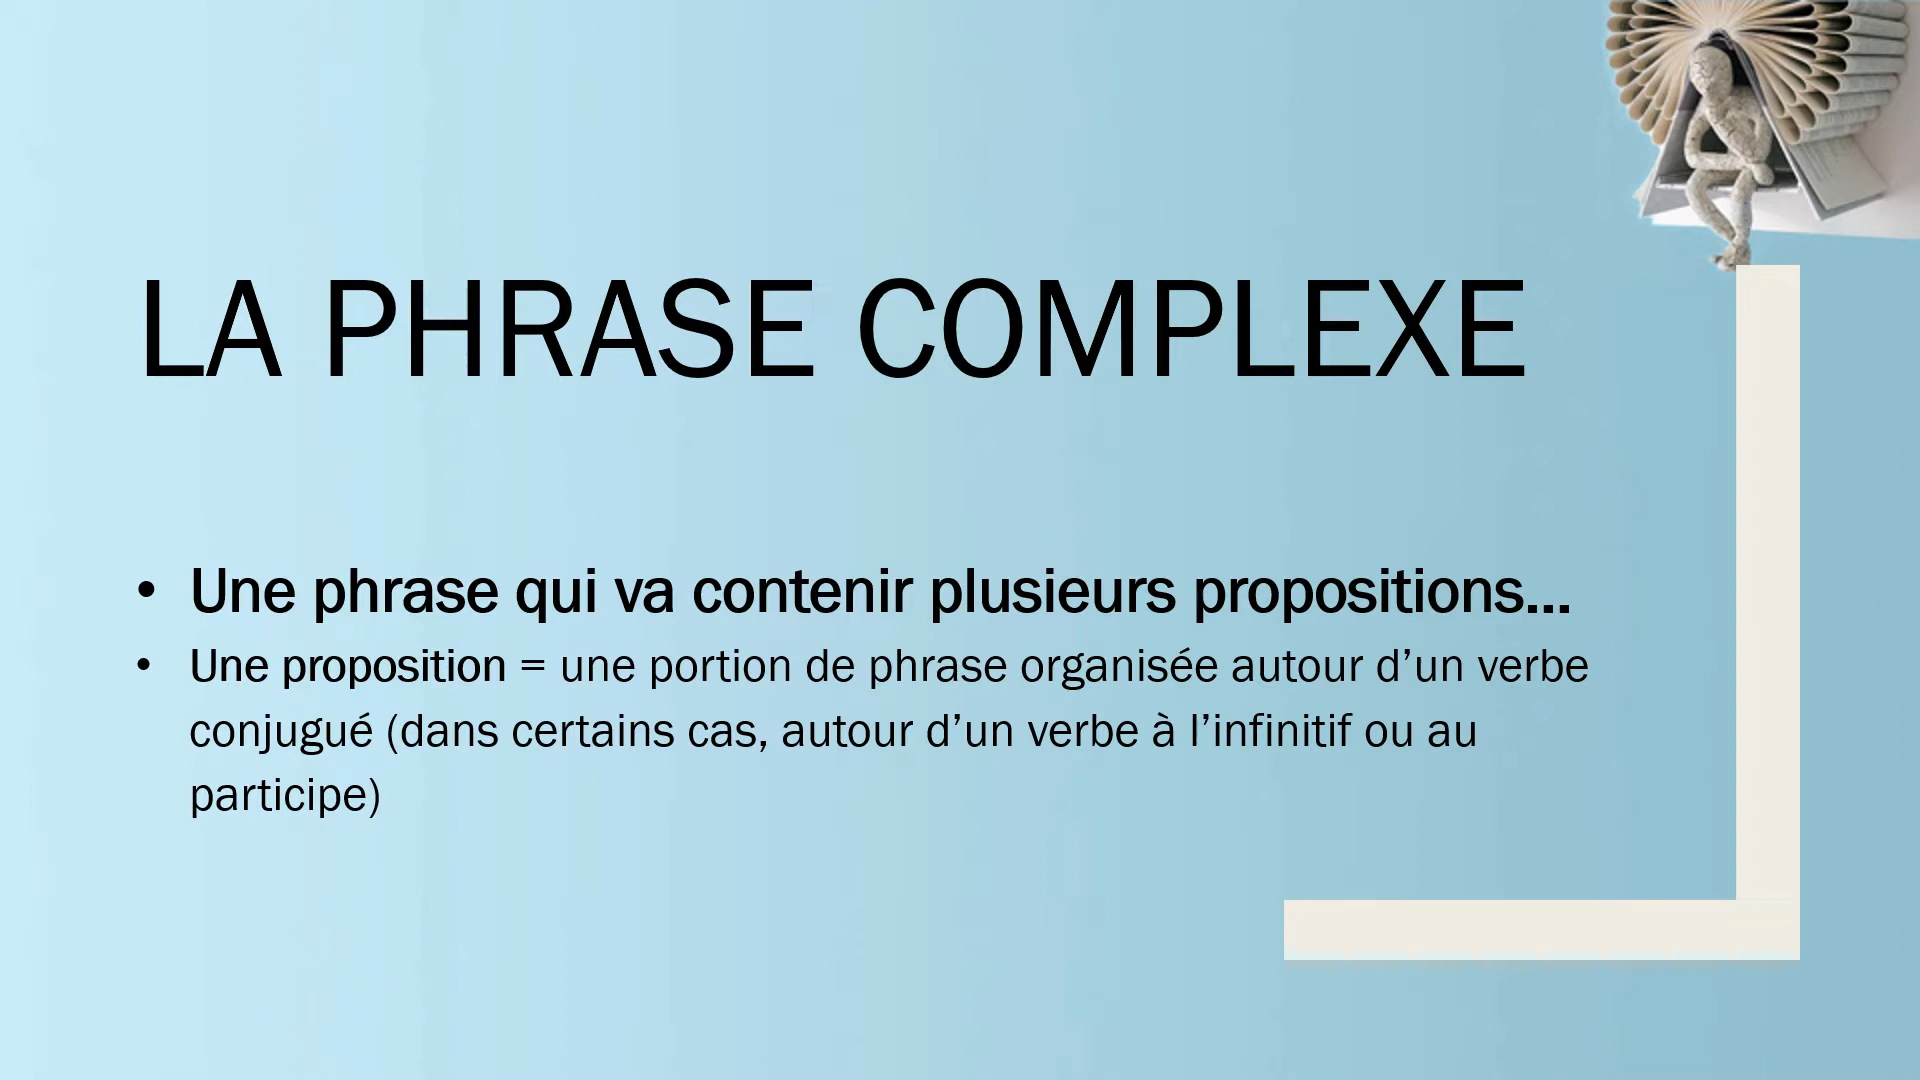 LA PHRASE COMPLEXE
• Une phrase qui va contenir plusieurs propositions...
• Une proposition = une portion de phrase organisée autour d’un verbe
conjugué (dans certains cas, autour d’un verbe à l’infinitif ou au
participe)